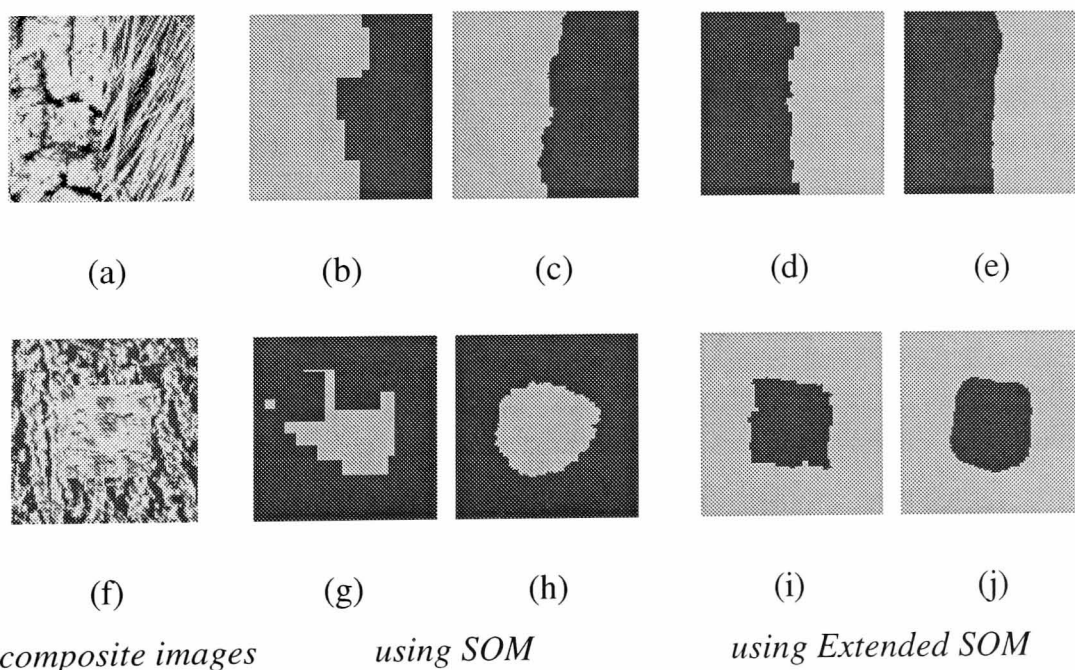 (a) (b) (c) (d) (e)
(f) (g) (h) (i) (j)
composite images using SOM using Extended SOM